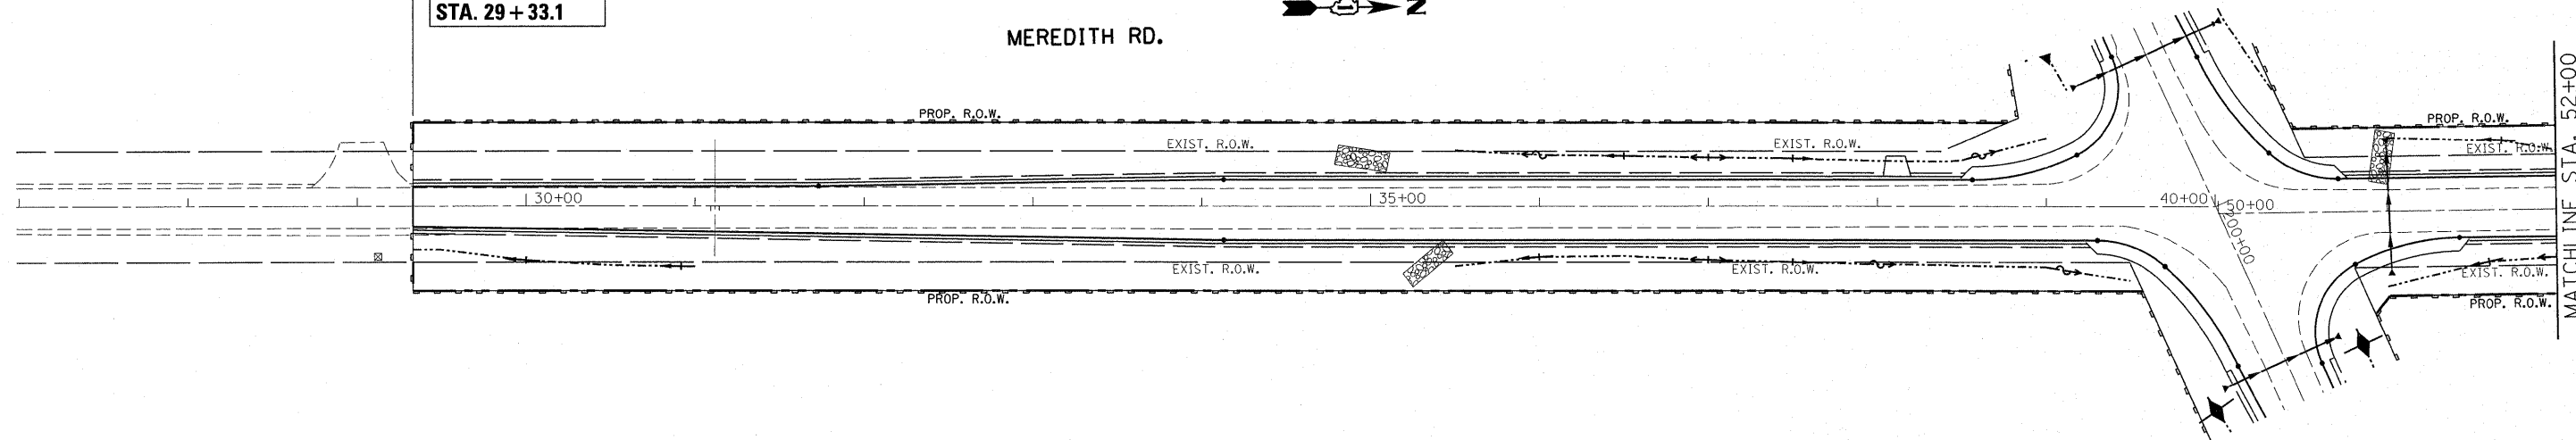 STA. 29 + 33.1
N
MEREDITH RD.
PROP. R.O.W.
PROP. R.O.W.
EXIST. R.O.W.
EXIST. R.O.W.
EXIST. R.O.W.
30+00
35+00
40+00
50+00
200+00
EXIST. R.O.W.
EXIST. R.O.W.
EXIST. R.O.W.
PROP. R.O.W.
PROP. R.O.W.
MATCHLINE STA. 52+00